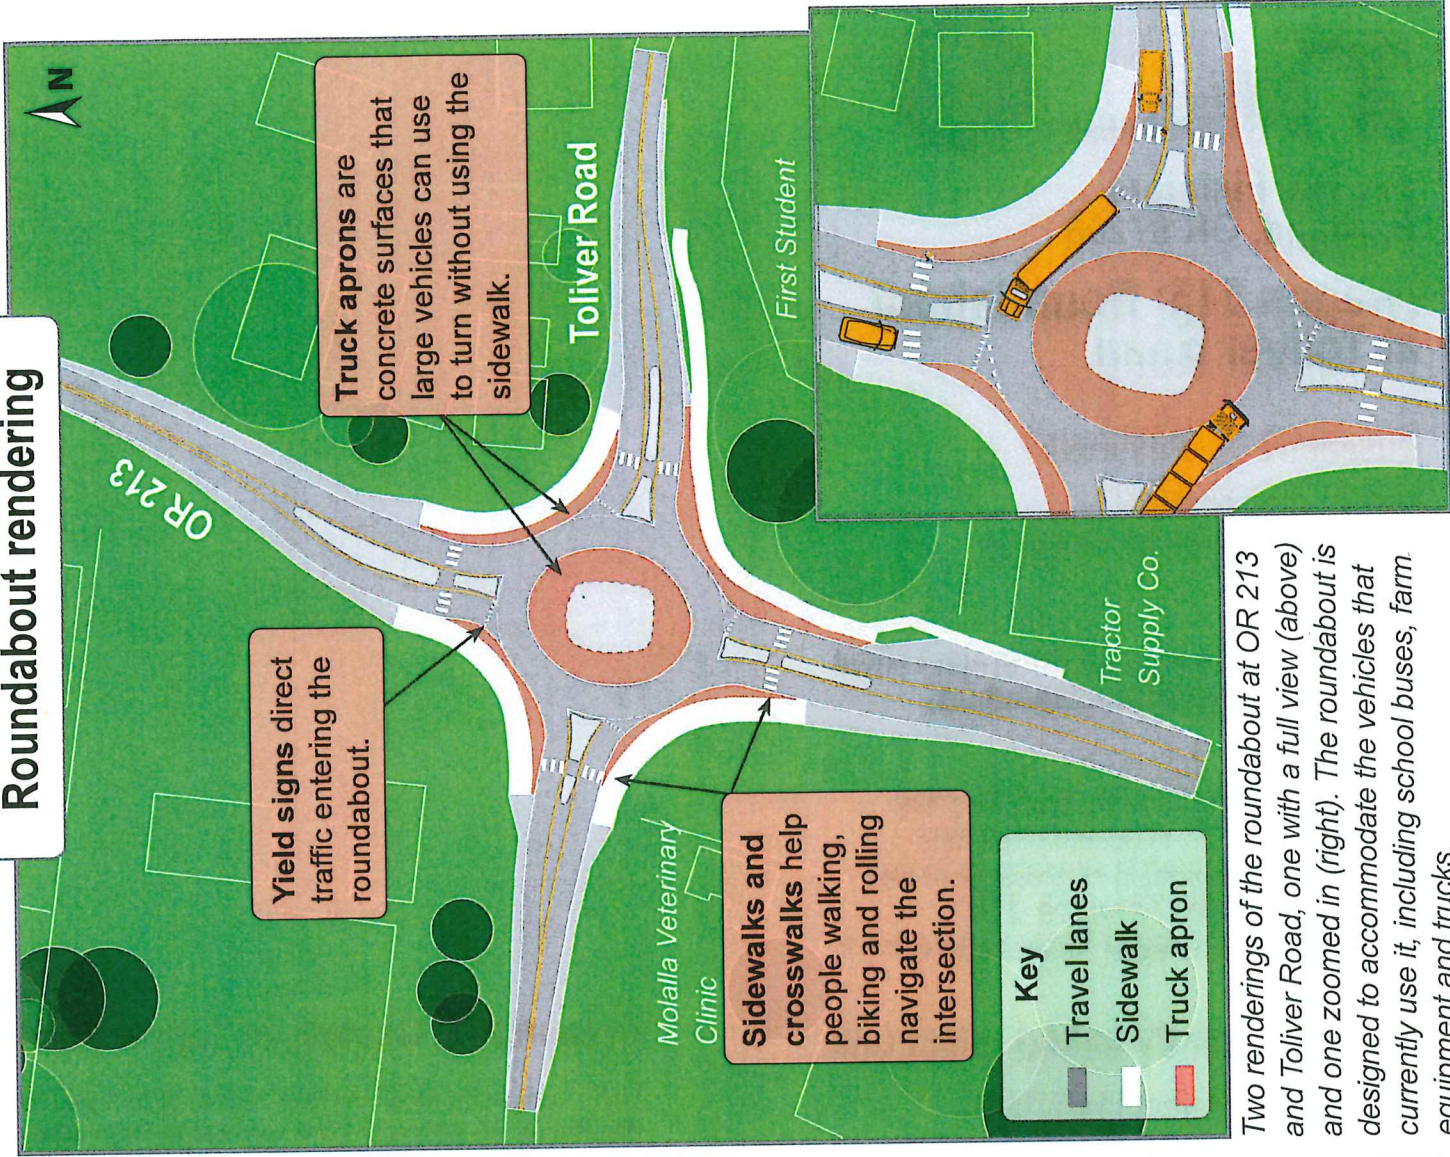 Roundabout rendering
N
OR 213
Truck aprons are
concrete surfaces that
large vehicles can use
to turn without using the
sidewalk.
Toliver Road
First Student
Yield signs direct
traffic entering the
roundabout.
Molalla Veterinary
Clinic
Sidewalks and
crosswalks help
people walking,
biking and rolling
navigate the
intersection.
Tractor
Supply Co.
Key
Travel lanes
Sidewalk
Truck apron
Two renderings of the roundabout at OR 213
and Toliver Road, one with a full view (above)
and one zoomed in (right). The roundabout is
designed to accommodate the vehicles that
currently use it, including school buses, farm
equipment and trucks.